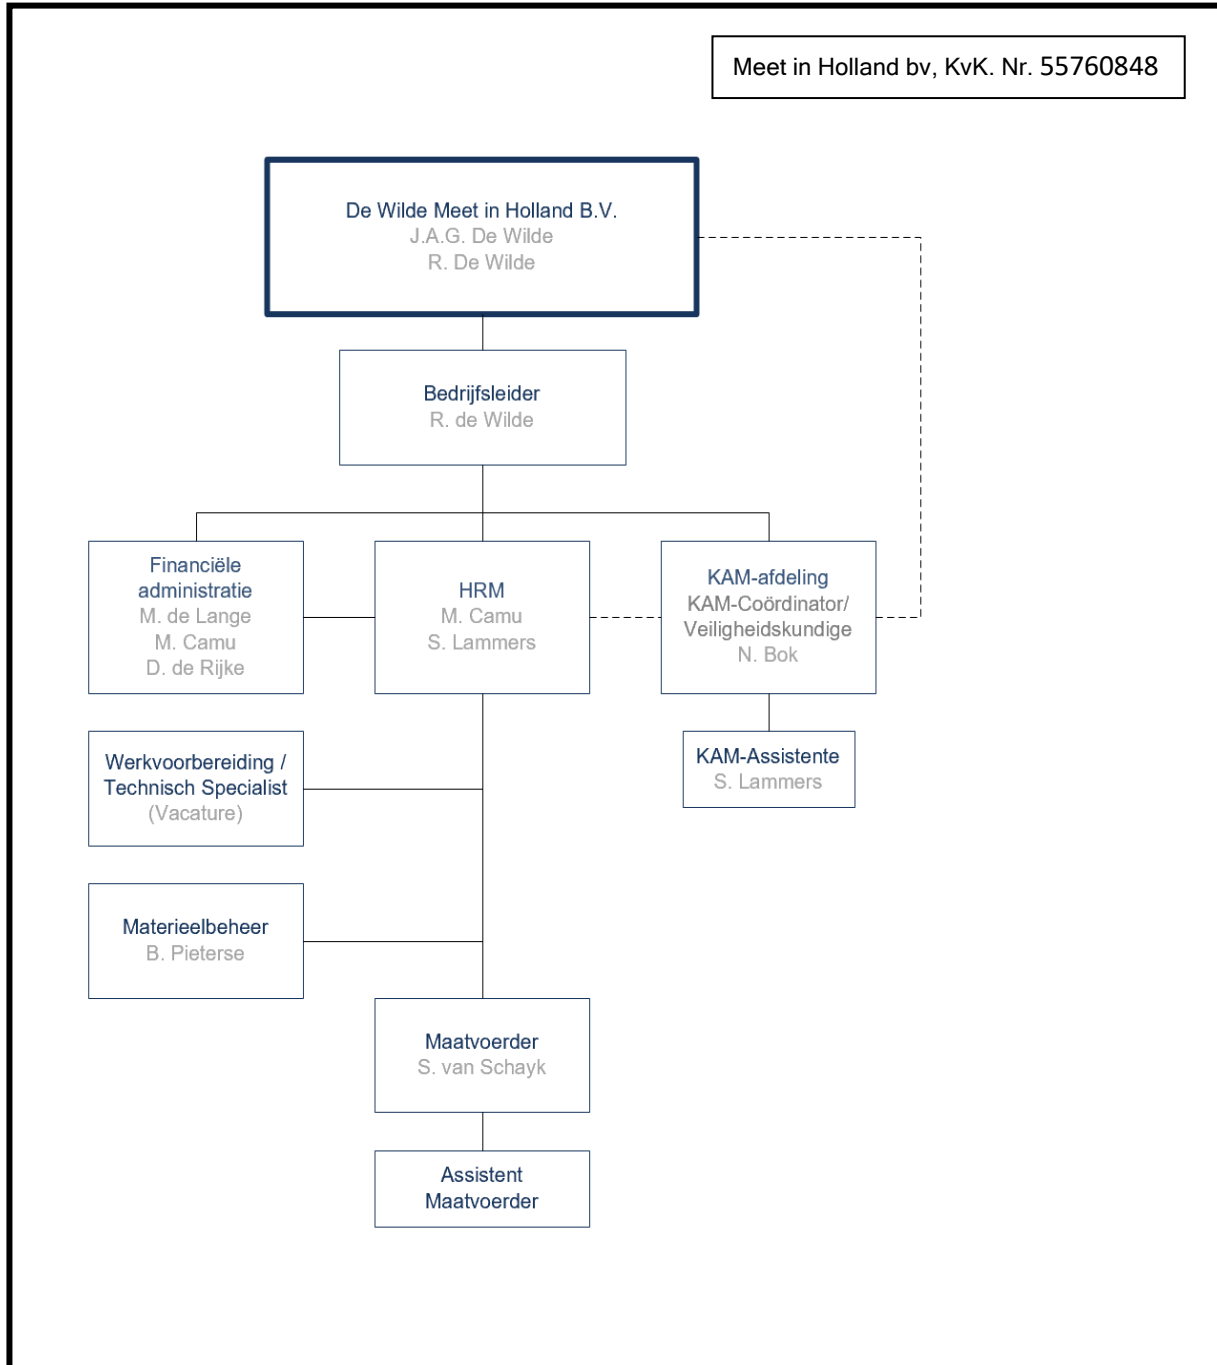 Meet in Holland bv, KvK. Nr. 55760848
De Wilde Meet in Holland B.V.
J.A.G. De Wilde
R. De Wilde
Bedrijfsleider
R. de Wilde
Financiële
administratie
M. de Lange
M. Camu
D. de Rijke
HRM
M. Camu
S. Lammers
KAM-afdeling
KAM-Coördinator/
Veiligheidskundige
N. Bok
Werkvoorbereiding /
Technisch Specialist
(Vacature)
KAM-Assistente
S. Lammers
Materieelbeheer
B. Pieterse
Maatvoerder
S. van Schayk
Assistent
Maatvoerder